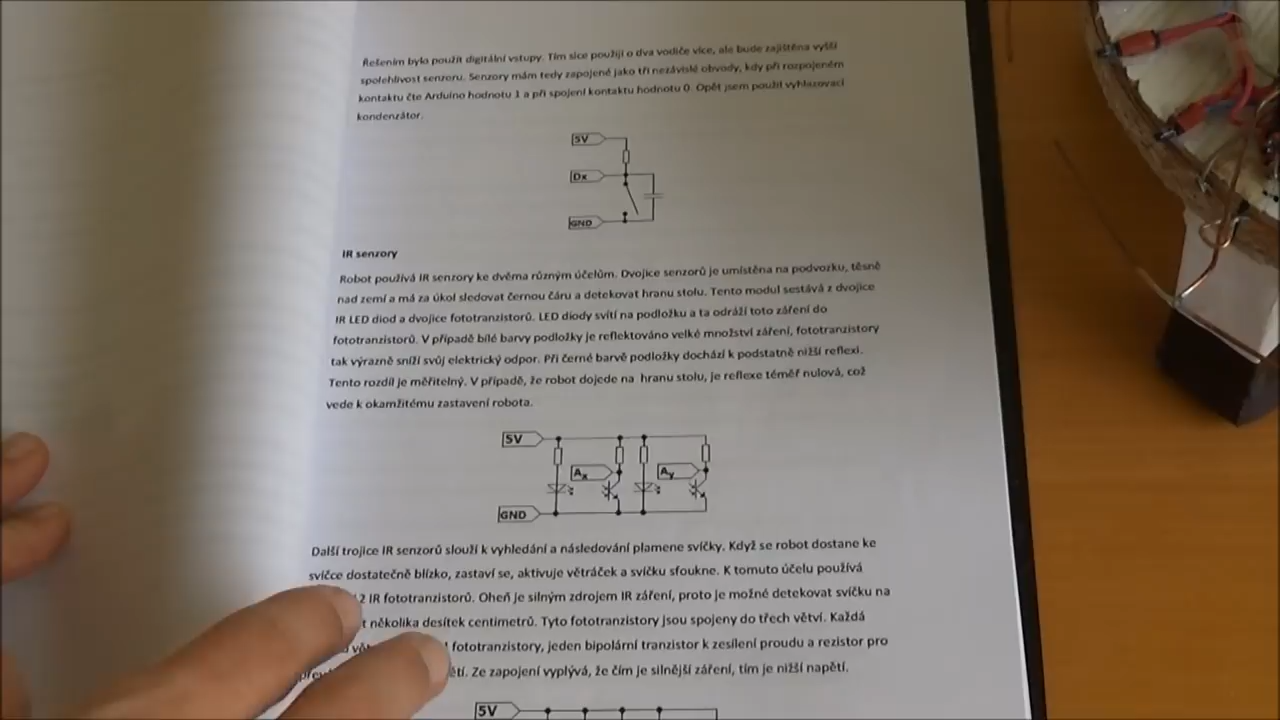 Řešením bylo použít digitální vstupy. Tím sice použiji o dva vodiče více, ale bude zajištěna vyšší
spolehlivost senzoru. Senzory mám tedy zapojené jako tři nezávislé obvody, kdy při rozpojeném
kontaktu čte Arduino hodnotu 1 a při spojení kontaktu hodnotu 0. Opět jsem použil vyhlazovací
kondenzátor.
5V
Dx
GND
IR senzory
Robot používá IR senzory ke dvěma různým účelům. Dvojice senzorů je umístěna na podvozku, těsně
nad zemí a má za úkol sledovat černou čáru a detekovat hranu stolu. Tento modul sestává z dvojice
IR LED diod a dvojice fototranzistorů. LED diody svítí na podložku a ta odráží toto záření do
fototranzistorů. V případě bílé barvy podložky je reflektováno velké množství záření, fototranzistory
tak výrazně sníží svůj elektrický odpor. Při černé barvě podložky dochází k podstatně nižší reflexi.
Tento rozdíl je měřitelný. V případě, že robot dojede na hranu stolu, je reflexe téměř nulová, což
vede k okamžitému zastavení robota.
5V
Ax Ay
GND
Další trojice IR senzorů slouží k vyhledání a následování plamene svíčky. Když se robot dostane ke
svíčce dostatečně blízko, zastaví se, aktivuje větráček a svíčku sfoukne. K tomuto účelu používá
2 IR fototranzistorů. Oheň je silným zdrojem IR záření, proto je možné detekovat svíčku na
několika desítek centimetrů. Tyto fototranzistory jsou spojeny do třech větví. Každá
fototranzistory, jeden bipolární tranzistor k zesílení proudu a rezistor pro
Ze zapojení vyplývá, že čím je silnější záření, tím je nižší napětí.
5V